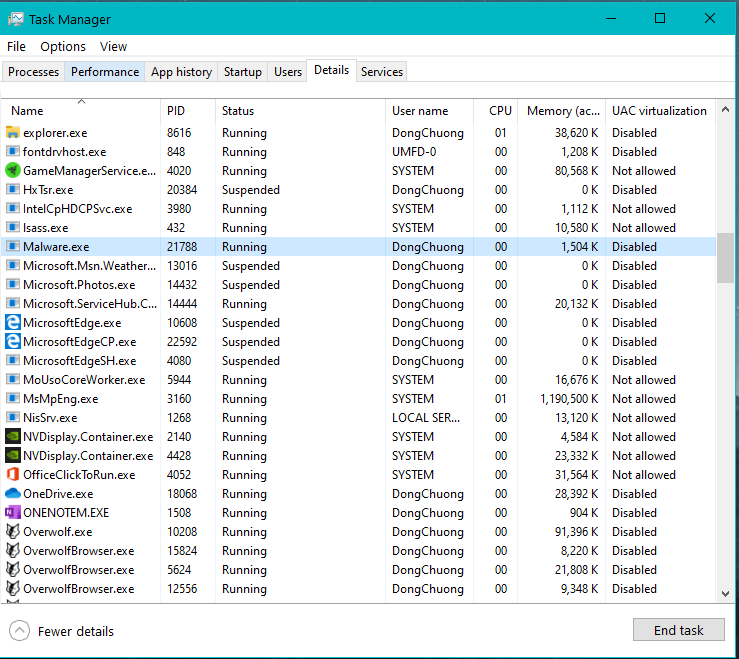 Task Manager
File Options View
Processes Performance App history Startup Users Details Services
Name PID Status User name CPU Memory (ac... UAC virtualization
explorer.exe 8616 Running DongChuong 01 38,620 K Disabled
fontdrvhost.exe 848 Running UMFD-0 00 1,208 K Disabled
GameManagerService.e... 4020 Running SYSTEM 00 80,568 K Not allowed
HxTsr.exe 20384 Suspended DongChuong 00 0 K Disabled
IntelCpHDCPSvc.exe 3980 Running SYSTEM 00 1,112 K Not allowed
lsass.exe 432 Running SYSTEM 00 10,580 K Not allowed
Malware.exe 21788 Running DongChuong 00 1,504 K Disabled
Microsoft.Msn.Weather... 13016 Suspended DongChuong 00 0 K Disabled
Microsoft.Photos.exe 14432 Suspended DongChuong 00 0 K Disabled
Microsoft.ServiceHub.C... 14444 Running DongChuong 00 20,132 K Disabled
MicrosoftEdge.exe 10608 Suspended DongChuong 00 0 K Disabled
MicrosoftEdgeCP.exe 22592 Suspended DongChuong 00 0 K Disabled
MicrosoftEdgeSH.exe 4080 Suspended DongChuong 00 0 K Disabled
MoUsoCoreWorker.exe 5944 Running SYSTEM 00 16,676 K Not allowed
MsMpEng.exe 3160 Running SYSTEM 01 1,190,500 K Not allowed
NisSrv.exe 1268 Running LOCAL SER... 00 13,120 K Not allowed
NVDisplay.Container.exe 2140 Running SYSTEM 00 4,584 K Not allowed
NVDisplay.Container.exe 4428 Running SYSTEM 00 23,332 K Not allowed
OfficeClickToRun.exe 4052 Running SYSTEM 00 31,564 K Not allowed
OneDrive.exe 18068 Running DongChuong 00 28,392 K Disabled
ONENOTEM.EXE 1508 Running DongChuong 00 904 K Disabled
Overwolf.exe 10208 Running DongChuong 00 91,396 K Disabled
OverwolfBrowser.exe 15824 Running DongChuong 00 8,220 K Disabled
OverwolfBrowser.exe 5624 Running DongChuong 00 21,808 K Disabled
OverwolfBrowser.exe 12556 Running DongChuong 00 9,348 K Disabled
Fewer details End task